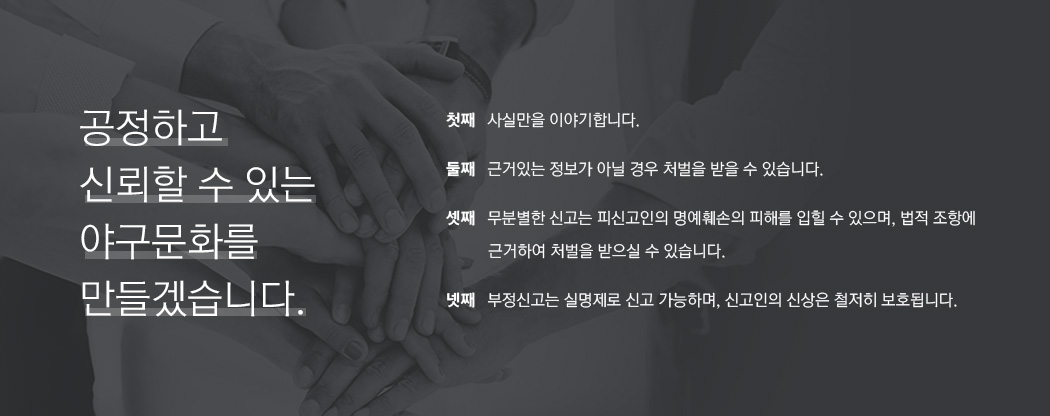 공정하고
신뢰할 수 있는
야구문화를
만들겠습니다.
첫째 사실만을 이야기합니다.
둘째 근거있는 정보가 아닐 경우 처벌을 받을 수 있습니다.
셋째 무분별한 신고는 피신고인의 명예훼손의 피해를 입힐 수 있으며, 법적 조항에
근거하여 처벌을 받으실 수 있습니다.
넷째 부정신고는 실명제로 신고 가능하며, 신고인의 신상은 철저히 보호됩니다.